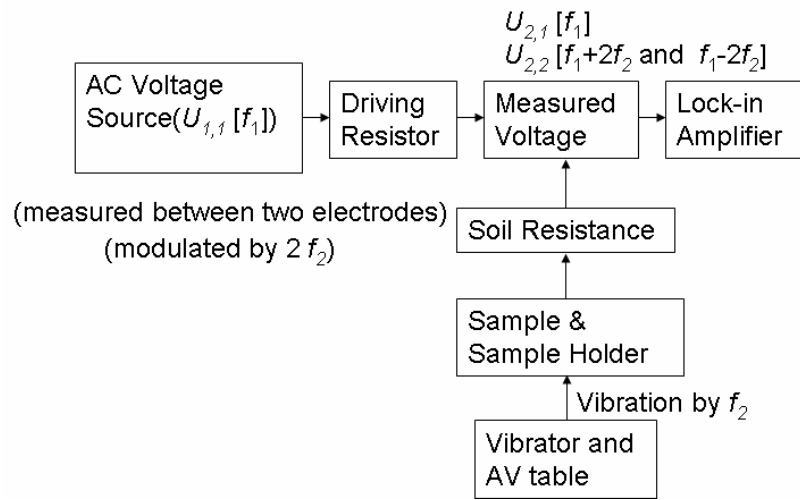 U2,1 [f1]
U2,2 [f1+2f2 and f1-2f2]
AC Voltage
Source(U1,1 [f1])
Driving
Resistor
Measured
Voltage
Lock-in
Amplifier
(measured between two electrodes)
(modulated by 2 f2)
Soil Resistance
Sample &
Sample Holder
Vibration by f2
Vibrator and
AV table